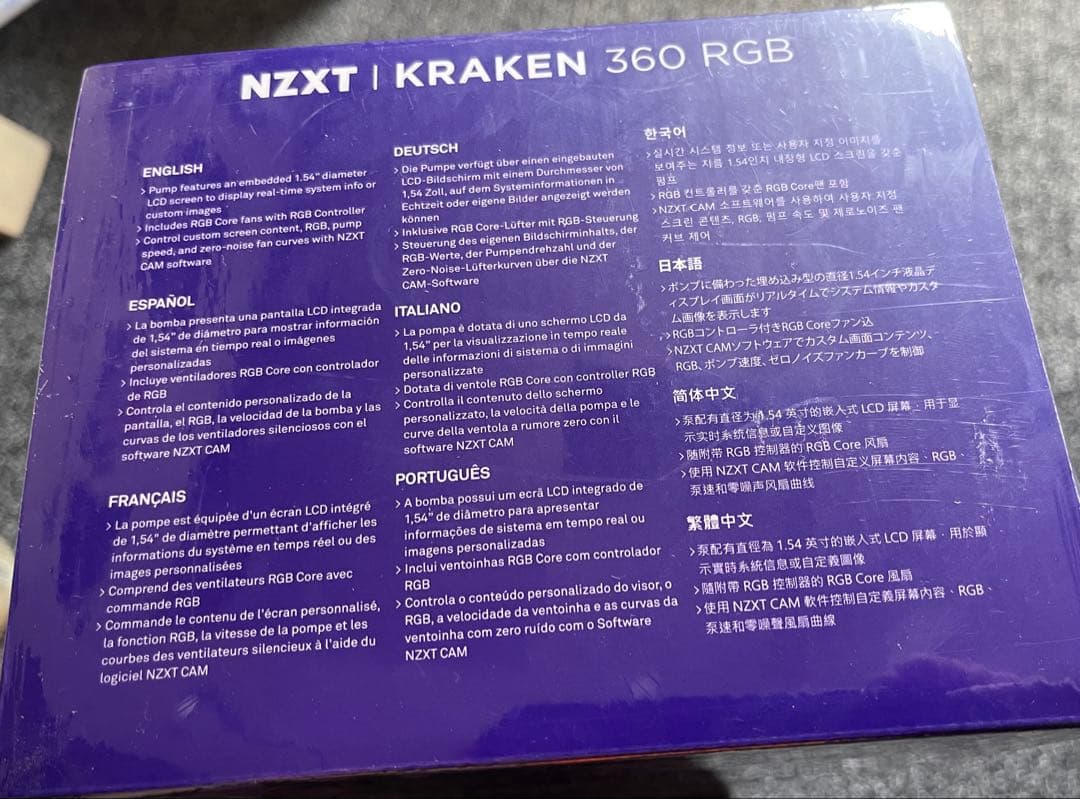 NZXT | KRAKEN 360 RGB
ENGLISH
> Pump features an embedded 1.54" diameter
LCD screen to display real-time system info or
custom images
> Includes RGB Core fans with RGB Controller
> Control custom screen content, RGB, pump
speed, and zero-noise fan curves with NZXT
CAM software
ESPAÑOL
> La bomba presenta una pantalla LCD integrada
de 1,54" de diámetro para mostrar información
del sistema en tiempo real o imágenes
personalizadas
> Incluye ventiladores RGB Core con controlador
de RGB
> Controla el contenido personalizado de la
pantalla, el RGB, la velocidad de la bomba y las
curvas de los ventiladores silenciosos con el
software NZXT CAM
FRANÇAIS
> La pompe est équipée d'un écran LCD intégré
de 1,54" de diamètre permettant d'afficher les
informations du système en temps réel ou des
images personnalisées
> Comprend des ventilateurs RGB Core avec
commande RGB
> Commande le contenu de l'écran personnalisé,
la fonction RGB, la vitesse de la pompe et les
courbes des ventilateurs silencieux à l'aide du
logiciel NZXT CAM
DEUTSCH
> Die Pumpe verfügt über einen eingebauten
LCD-Bildschirm mit einem Durchmesser von
1,54 Zoll, auf dem Systeminformationen in
Echtzeit oder eigene Bilder angezeigt werden
können
> Inklusive RGB Core-Lüfter mit RGB-Steuerung
> Steuerung des eigenen Bildschirminhalts, der
RGB-Werte, der Pumpendrehzahl und der
Zero-Noise-Lüfterkurven über die NZXT
CAM-Software
ITALIANO
> La pompa è dotata di uno schermo LCD da
1,54" per la visualizzazione in tempo reale
delle informazioni di sistema o di immagini
personalizzate
> Dotata di ventole RGB Core con controller RGB
> Controlla il contenuto dello schermo
personalizzato, la velocità della pompa e le
curve della ventola a rumore zero con il
software NZXT CAM
PORTUGUÊS
> A bomba possui um ecrã LCD integrado de
1,54" de diâmetro para apresentar
informações de sistema em tempo real ou
imagens personalizadas
> Inclui ventoinhas RGB Core com controlador
RGB
> Controla o conteúdo personalizado do visor, o
RGB, a velocidade da ventoinha e as curvas da
ventoinha com zero ruído com o Software
NZXT CAM
한국어
> 실시간 시스템 정보 또는 사용자 지정 이미지를
보여주는 지름 1.54인치 내장형 LCD 스크린을 갖춘
펌프
> RGB 컨트롤러를 갖춘 RGB Core팬 포함
> NZXT CAM 소프트웨어를 사용하여 사용자 지정
스크린 콘텐츠, RGB, 펌프 속도 및 제로노이즈 팬
커브 제어
日本語
> ポンプに備わった埋め込み型の直径1.54インチ液晶デ
ィスプレイ画面がリアルタイムでシステム情報やカスタ
ム画像を表示します
> RGBコントローラ付きRGB Coreファン込
> NZXT CAMソフトウェアでカスタム画面コンテンツ、
RGB、ポンプ速度、ゼロノイズファンカーブを制御
简体中文
> 泵配有直径为 1.54 英寸的嵌入式 LCD 屏幕，用于显
示实时系统信息或自定义图像
> 随附带 RGB 控制器的 RGB Core 风扇
> 使用 NZXT CAM 软件控制自定义屏幕内容、RGB、
泵速和零噪声风扇曲线
繁體中文
> 泵配有直徑為 1.54 英寸的嵌入式 LCD 屏幕，用於顯
示實時系統信息或自定義圖像
> 隨附帶 RGB 控制器的 RGB Core 風扇
> 使用 NZXT CAM 軟件控制自定義屏幕內容、RGB、
泵速和零噪聲風扇曲線